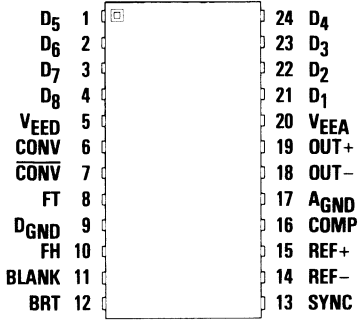 D5 1 24 D4
D6 2 23 D3
D7 3 22 D2
D8 4 21 D1
VEED 5 20 VEEA
CONV 6 19 OUT+
CONV 7 18 OUT−
FT 8 17 AGND
DGND 9 16 COMP
FH 10 15 REF+
BLANK 11 14 REF−
BRT 12 13 SYNC